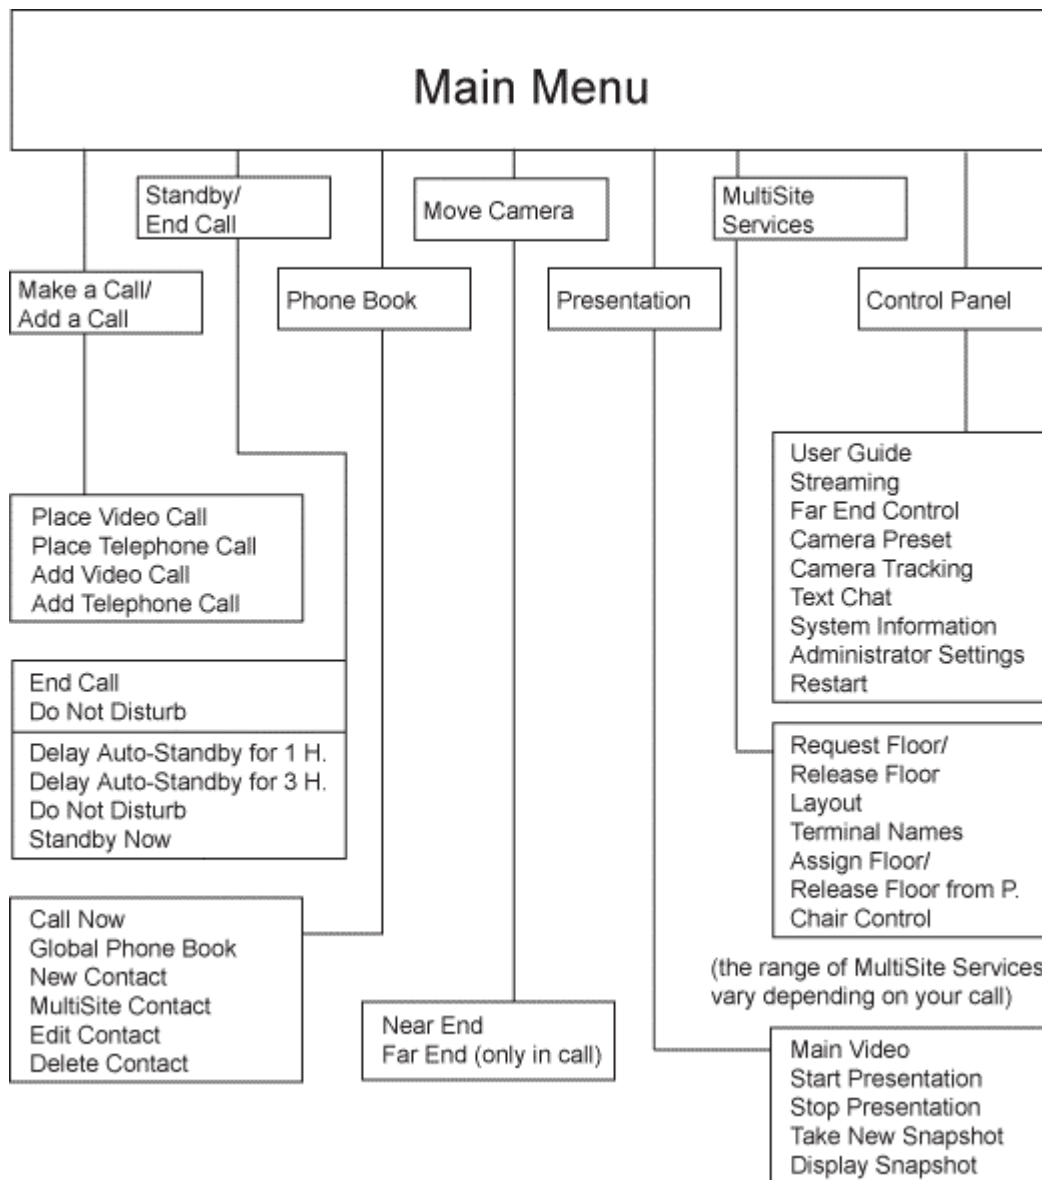 Main Menu
Standby/
End Call
Move Camera
MultiSite
Services
Make a Call/
Add a Call
Phone Book
Presentation
Control Panel
User Guide
Streaming
Far End Control
Camera Preset
Camera Tracking
Text Chat
System Information
Administrator Settings
Restart
Place Video Call
Place Telephone Call
Add Video Call
Add Telephone Call
End Call
Do Not Disturb
Delay Auto-Standby for 1 H.
Delay Auto-Standby for 3 H.
Do Not Disturb
Standby Now
Request Floor/
Release Floor
Layout
Terminal Names
Assign Floor/
Release Floor from P.
Chair Control
(the range of MultiSite Services
vary depending on your call)
Call Now
Global Phone Book
New Contact
MultiSite Contact
Edit Contact
Delete Contact
Near End
Far End (only in call)
Main Video
Start Presentation
Stop Presentation
Take New Snapshot
Display Snapshot